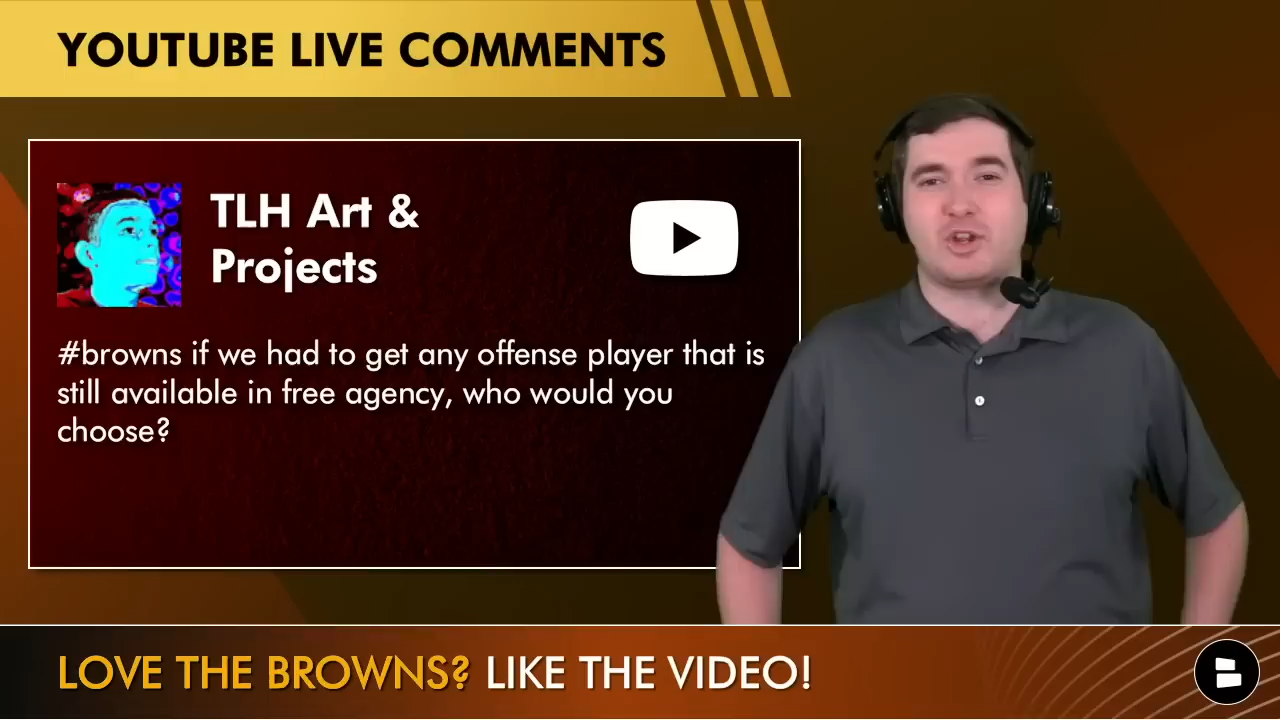 YOUTUBE LIVE COMMENTS
TLH Art &
Projects
#browns if we had to get any offense player that is
still available in free agency, who would you
choose?
LOVE THE BROWNS? LIKE THE VIDEO!